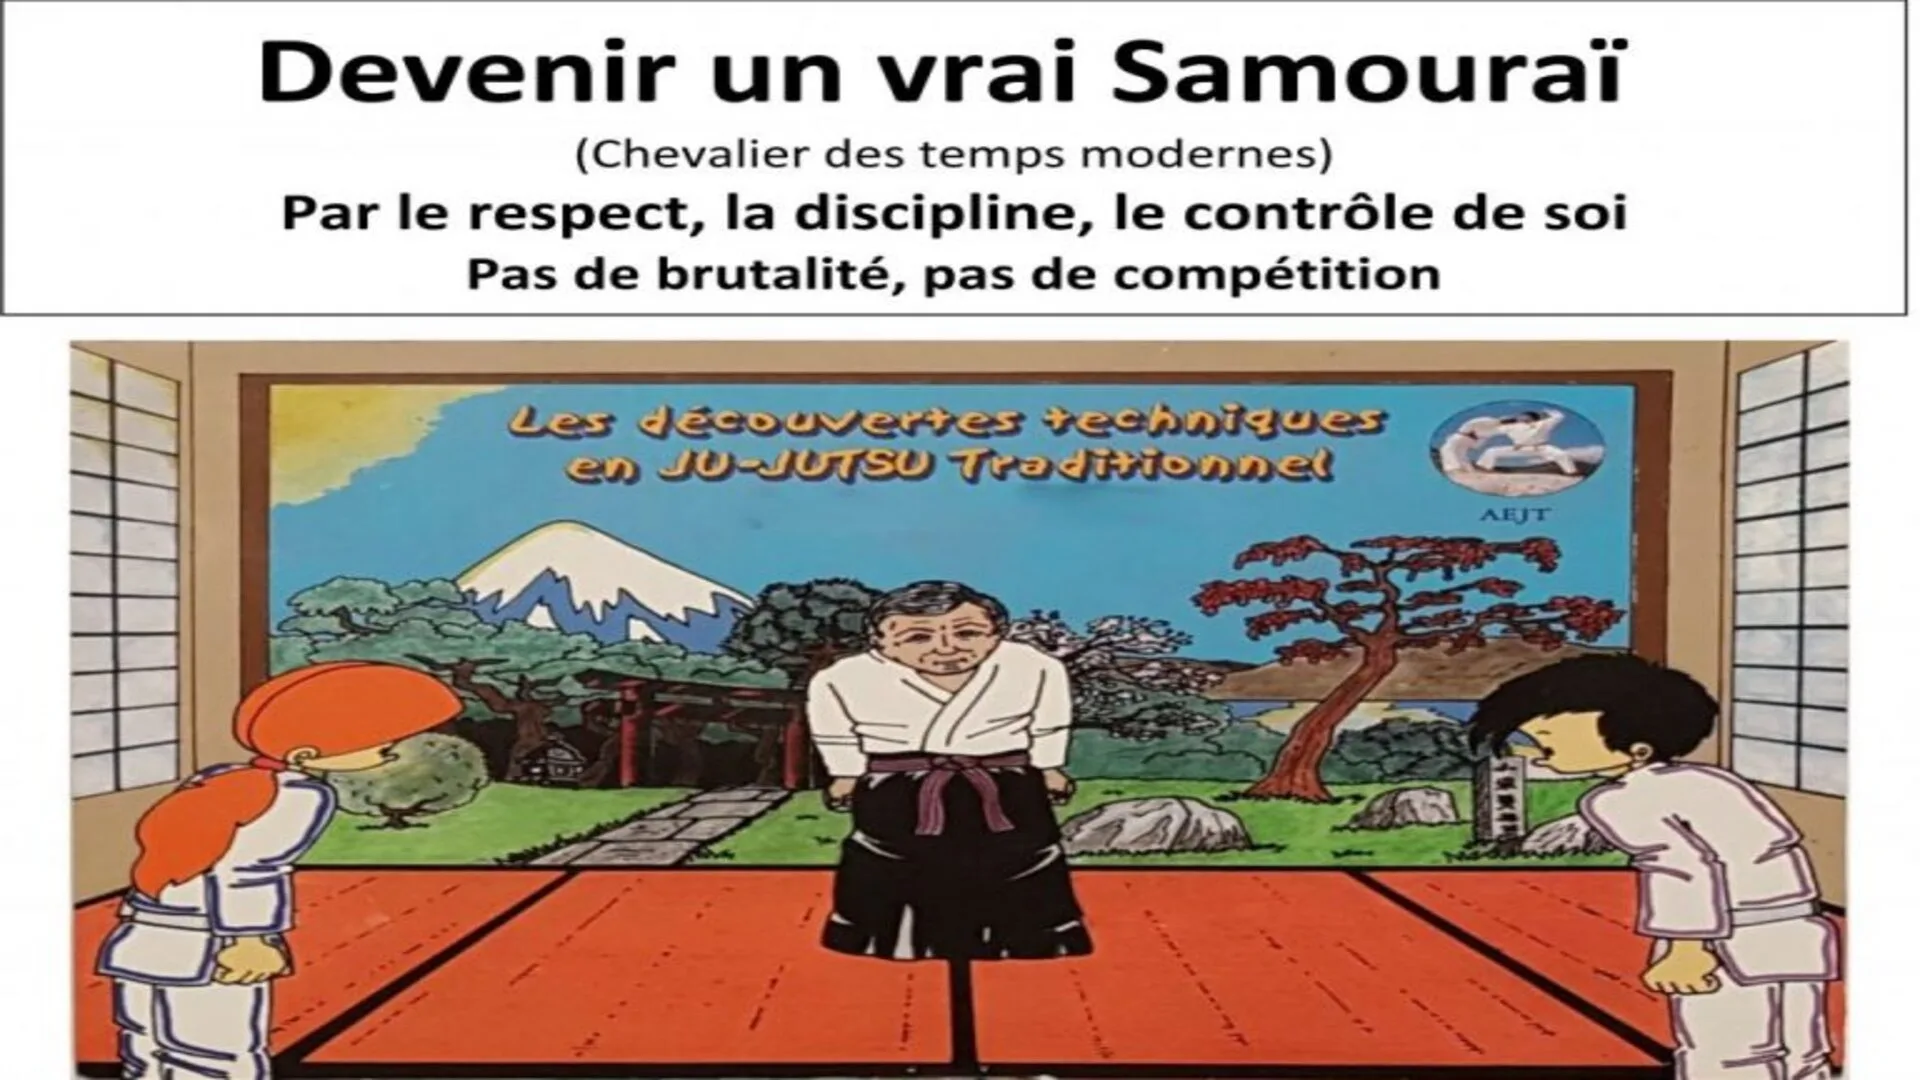 Devenir un vrai Samouraï
(Chevalier des temps modernes)
Par le respect, la discipline, le contrôle de soi
Pas de brutalité, pas de compétition
Les découvertes techniques
en JU-JUTSU Traditionnel
AEJT